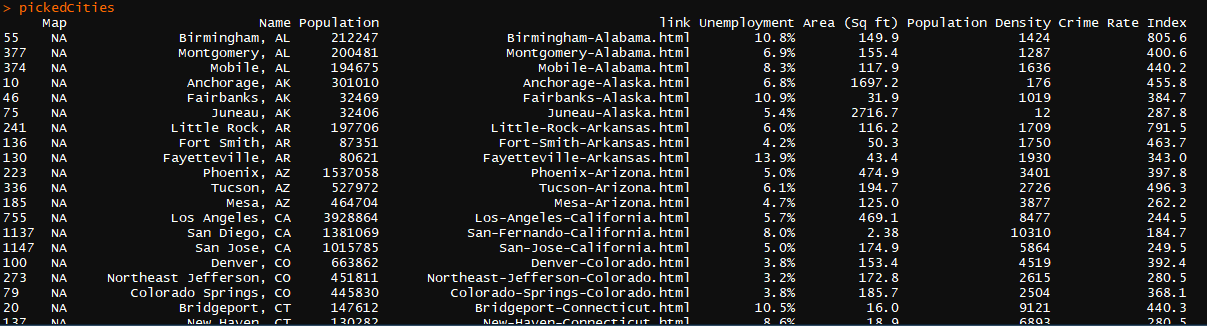 > pickedCities
Map Name Population link Unemployment Area (Sq ft) Population Density Crime Rate Index
55 NA Birmingham, AL 212247 Birmingham-Alabama.html 10.8% 149.9 1424 805.6
377 NA Montgomery, AL 200481 Montgomery-Alabama.html 6.9% 155.4 1287 400.6
374 NA Mobile, AL 194675 Mobile-Alabama.html 8.3% 117.9 1636 440.2
10 NA Anchorage, AK 301010 Anchorage-Alaska.html 6.8% 1697.2 176 455.8
46 NA Fairbanks, AK 32469 Fairbanks-Alaska.html 10.9% 31.9 1019 384.7
75 NA Juneau, AK 32406 Juneau-Alaska.html 5.4% 2716.7 12 287.8
241 NA Little Rock, AR 197706 Little-Rock-Arkansas.html 6.0% 116.2 1709 791.5
136 NA Fort Smith, AR 87351 Fort-Smith-Arkansas.html 4.2% 50.3 1750 463.7
130 NA Fayetteville, AR 80621 Fayetteville-Arkansas.html 13.9% 43.4 1930 343.0
223 NA Phoenix, AZ 1537058 Phoenix-Arizona.html 5.0% 474.9 3401 397.8
336 NA Tucson, AZ 527972 Tucson-Arizona.html 6.1% 194.7 2726 496.3
185 NA Mesa, AZ 464704 Mesa-Arizona.html 4.7% 125.0 3877 262.2
755 NA Los Angeles, CA 3928864 Los-Angeles-California.html 5.7% 469.1 8477 244.5
1137 NA San Diego, CA 1381069 San-Fernando-California.html 8.0% 2.38 10310 184.7
1147 NA San Jose, CA 1015785 San-Jose-California.html 5.0% 174.9 5864 249.5
100 NA Denver, CO 663862 Denver-Colorado.html 3.8% 153.4 4519 392.4
273 NA Northeast Jefferson, CO 451811 Northeast-Jefferson-Colorado.html 3.2% 172.8 2615 280.5
79 NA Colorado Springs, CO 445830 Colorado-Springs-Colorado.html 3.8% 185.7 2504 368.1
20 NA Bridgeport, CT 147612 Bridgeport-Connecticut.html 10.5% 16.0 9121 440.3
137 NA New Haven, CT 130282 New-Haven-Connecticut.html 8.6% 18.9 6893 280.5